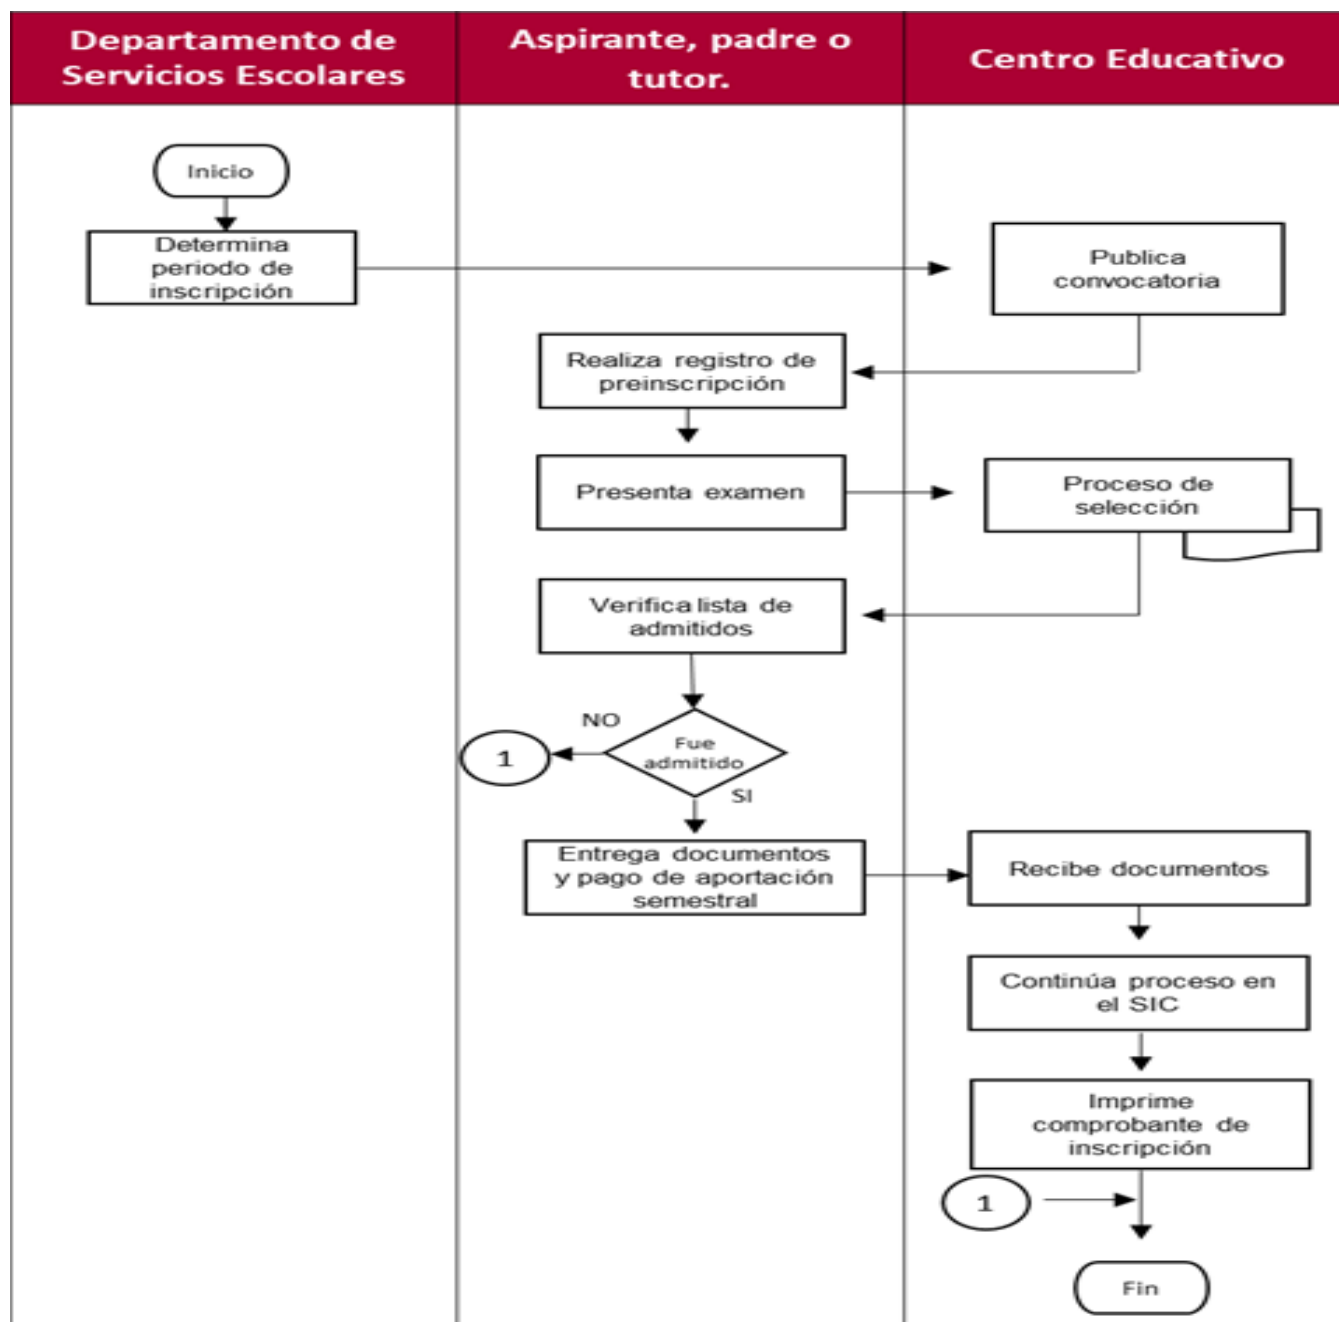 Departamento de
Servicios Escolares
Aspirante, padre o
tutor.
Centro Educativo
Inicio
Determina
periodo de
inscripción
Publica
convocatoria
Realiza registro de
preinscripción
Presenta examen
Proceso de
selección
Verifica lista de
admitidos
NO
1
Fue
admitido
SI
Entrega documentos
y pago de aportación
semestral
Recibe documentos
Continúa proceso en
el SIC
Imprime
comprobante de
inscripción
1
Fin